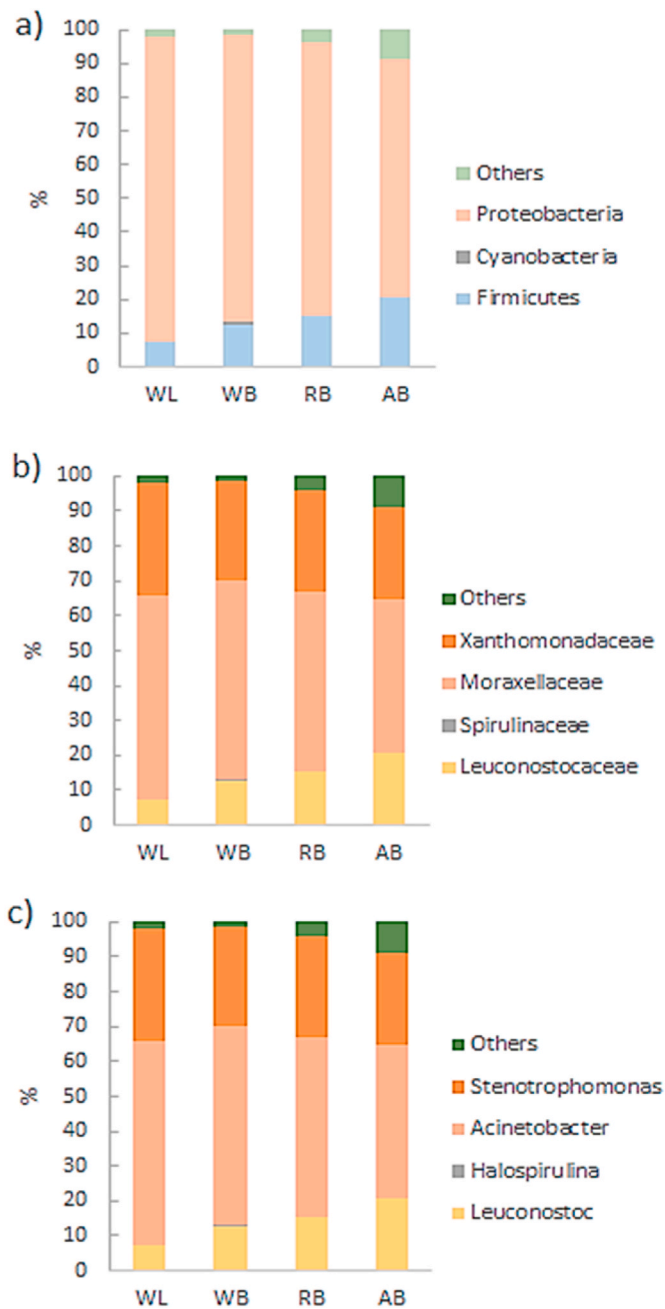 a)
100
90
80
70
60
50
40
30
20
10
0
%
WL WB RB AB
Others
Proteobacteria
Cyanobacteria
Firmicutes
b)
100
90
80
70
60
50
40
30
20
10
0
%
WL WB RB AB
Others
Xanthomonadaceae
Moraxellaceae
Spirulinaceae
Leuconostocaceae
c)
100
90
80
70
60
50
40
30
20
10
0
%
WL WB RB AB
Others
Stenotrophomonas
Acinetobacter
Halospirulina
Leuconostoc